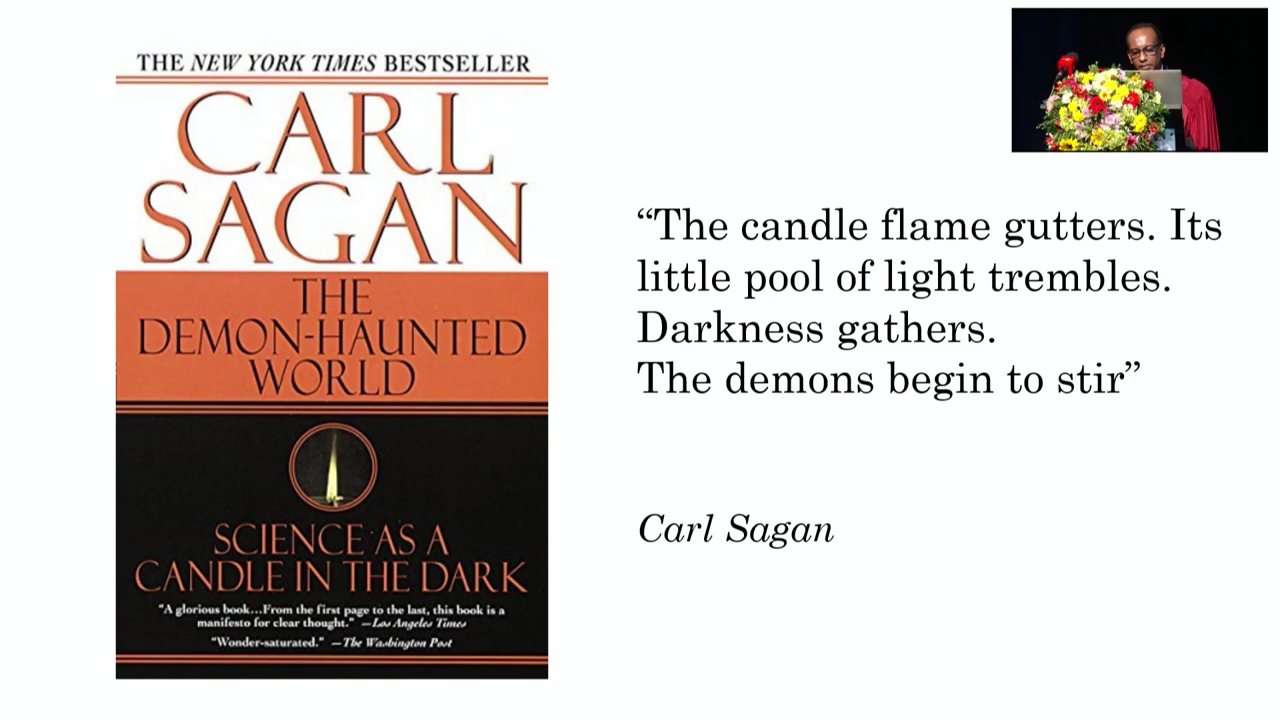 THE NEW YORK TIMES BESTSELLER
CARL
SAGAN
THE
DEMON-HAUNTED
WORLD
SCIENCE AS A
CANDLE IN THE DARK
“A glorious book...From the first page to the last, this book is a
manifesto for clear thought.” —Los Angeles Times
“Wonder-saturated.” —The Washington Post
“The candle flame gutters. Its
little pool of light trembles.
Darkness gathers.
The demons begin to stir”
Carl Sagan